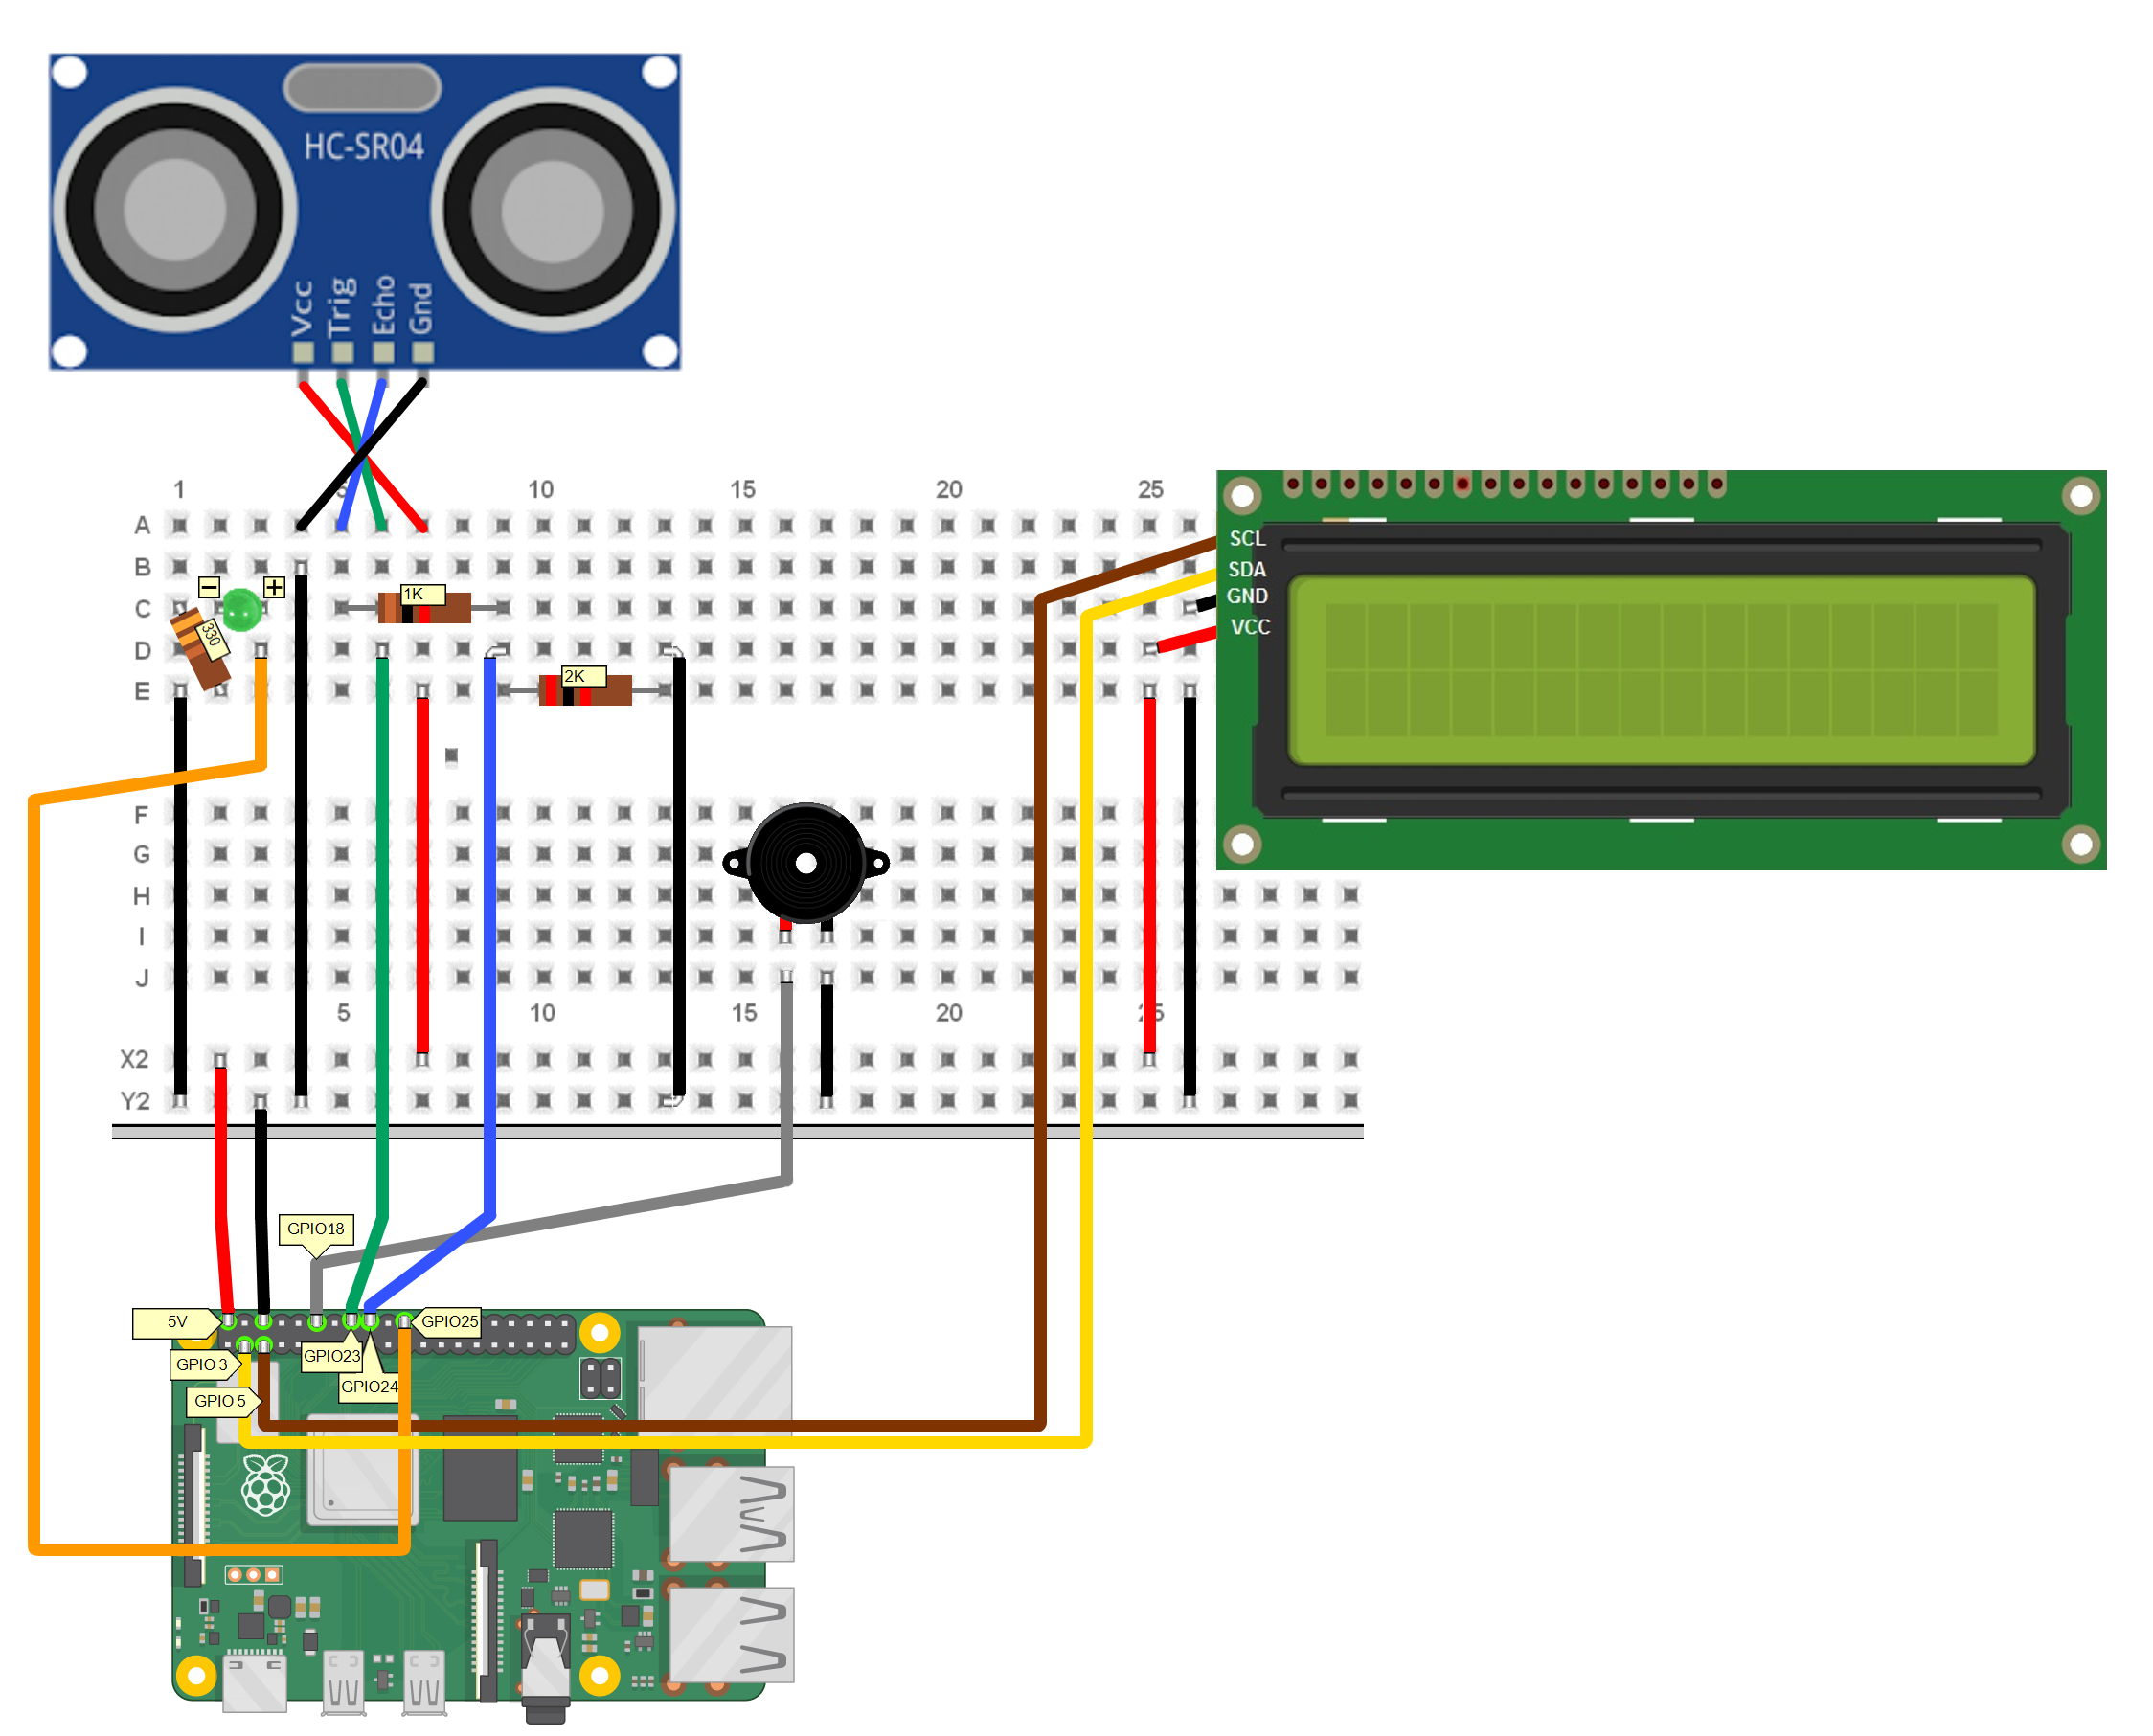 HC-SR04
Vcc
Trig
Echo
Gnd
1 5 10 15 20 25
A
B
C
D
E
F
G
H
I
J
5 10 15 20 25
X2
Y2
− +
330
1K
2K
SCL
SDA
GND
VCC
GPIO18
5V
GPIO25
GPIO23
GPIO 3
GPIO24
GPIO 5